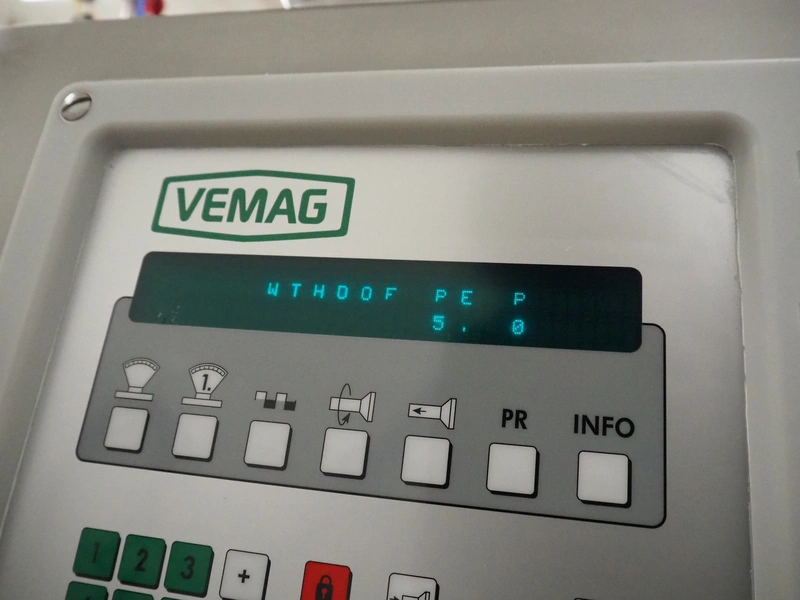 VEMAG
WTHDOF PE P
5. 0
1.
PR
INFO
1 2 3 +